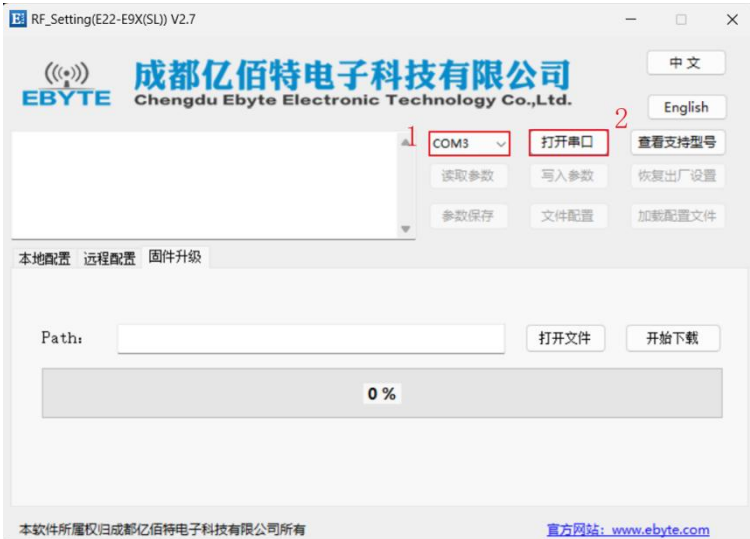 RF_Setting(E22-E9X(SL)) V2.7
EBYTE
成都亿佰特电子科技有限公司
Chengdu Ebyte Electronic Technology Co.,Ltd.
中文
English
1 COM3 打开串口 2 查看支持型号
读取参数 写入参数 恢复出厂设置
参数保存 文件配置 加载配置文件
本地配置 远程配置 固件升级
Path: 打开文件 开始下载
0 %
本软件所属权归成都亿佰特电子科技有限公司所有 官方网站: www.ebyte.com